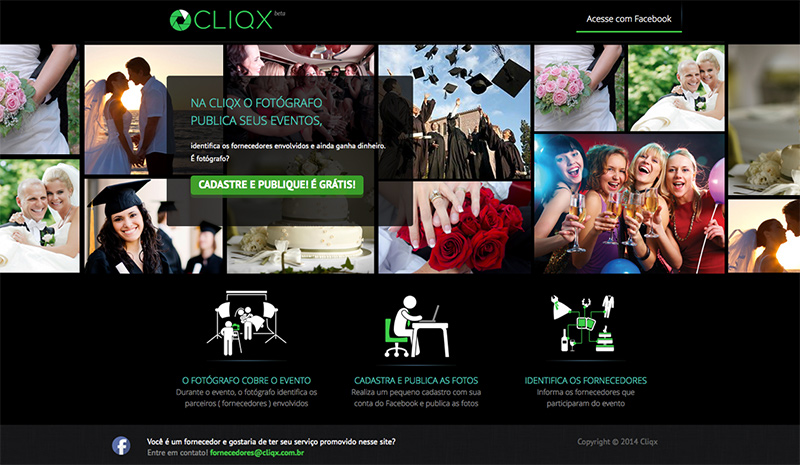 CLIQX beta
Acesse com Facebook
NA CLIQX O FOTÓGRAFO
PUBLICA SEUS EVENTOS,
identifica os fornecedores envolvidos e ainda ganha dinheiro.
É fotógrafo?
CADASTRE E PUBLIQUE! É GRÁTIS!
O FOTÓGRAFO COBRE O EVENTO
Durante o evento, o fotógrafo identifica os
parceiros ( fornecedores ) envolvidos
CADASTRA E PUBLICA AS FOTOS
Realiza um pequeno cadastro com sua
conta do Facebook e publica as fotos
IDENTIFICA OS FORNECEDORES
Informa os fornecedores que
participaram do evento
Você é um fornecedor e gostaria de ter seu serviço promovido nesse site?
Entre em contato! fornecedores@cliqx.com.br
Copyright © 2014 Cliqx